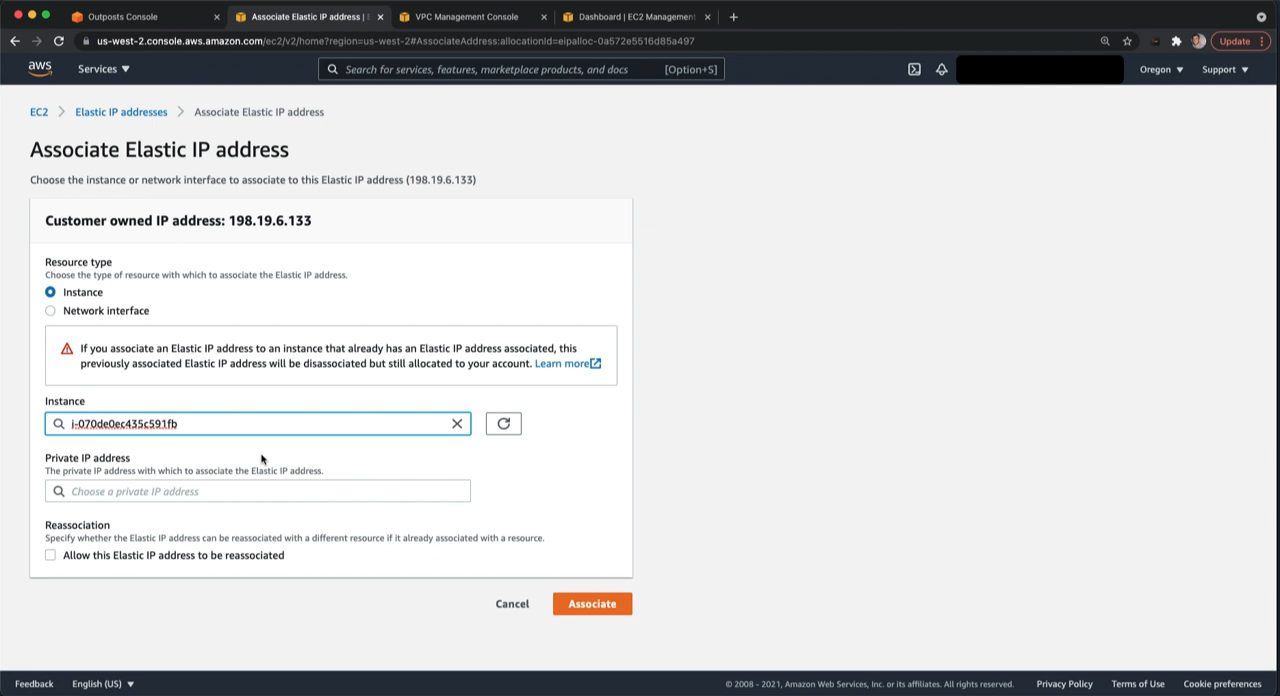 Outposts Console
Associate Elastic IP address | E
VPC Management Console
Dashboard | EC2 Management
us-west-2.console.aws.amazon.com/ec2/v2/home?region=us-west-2#AssociateAddress:allocationId=eipalloc-0a572e5516d85a497
Update
aws
Services
Search for services, features, marketplace products, and docs
[Option+S]
Oregon
Support
EC2
Elastic IP addresses
Associate Elastic IP address
Associate Elastic IP address
Choose the instance or network interface to associate to this Elastic IP address (198.19.6.133)
Customer owned IP address: 198.19.6.133
Resource type
Choose the type of resource with which to associate the Elastic IP address.
Instance
Network interface
If you associate an Elastic IP address to an instance that already has an Elastic IP address associated, this
previously associated Elastic IP address will be disassociated but still allocated to your account. Learn more
Instance
i-070de0ec435c591fb
Private IP address
The private IP address with which to associate the Elastic IP address.
Choose a private IP address
Reassociation
Specify whether the Elastic IP address can be reassociated with a different resource if it already associated with a resource.
Allow this Elastic IP address to be reassociated
Cancel
Associate
Feedback
English (US)
© 2008 - 2021, Amazon Web Services, Inc. or its affiliates. All rights reserved.
Privacy Policy
Terms of Use
Cookie preferences